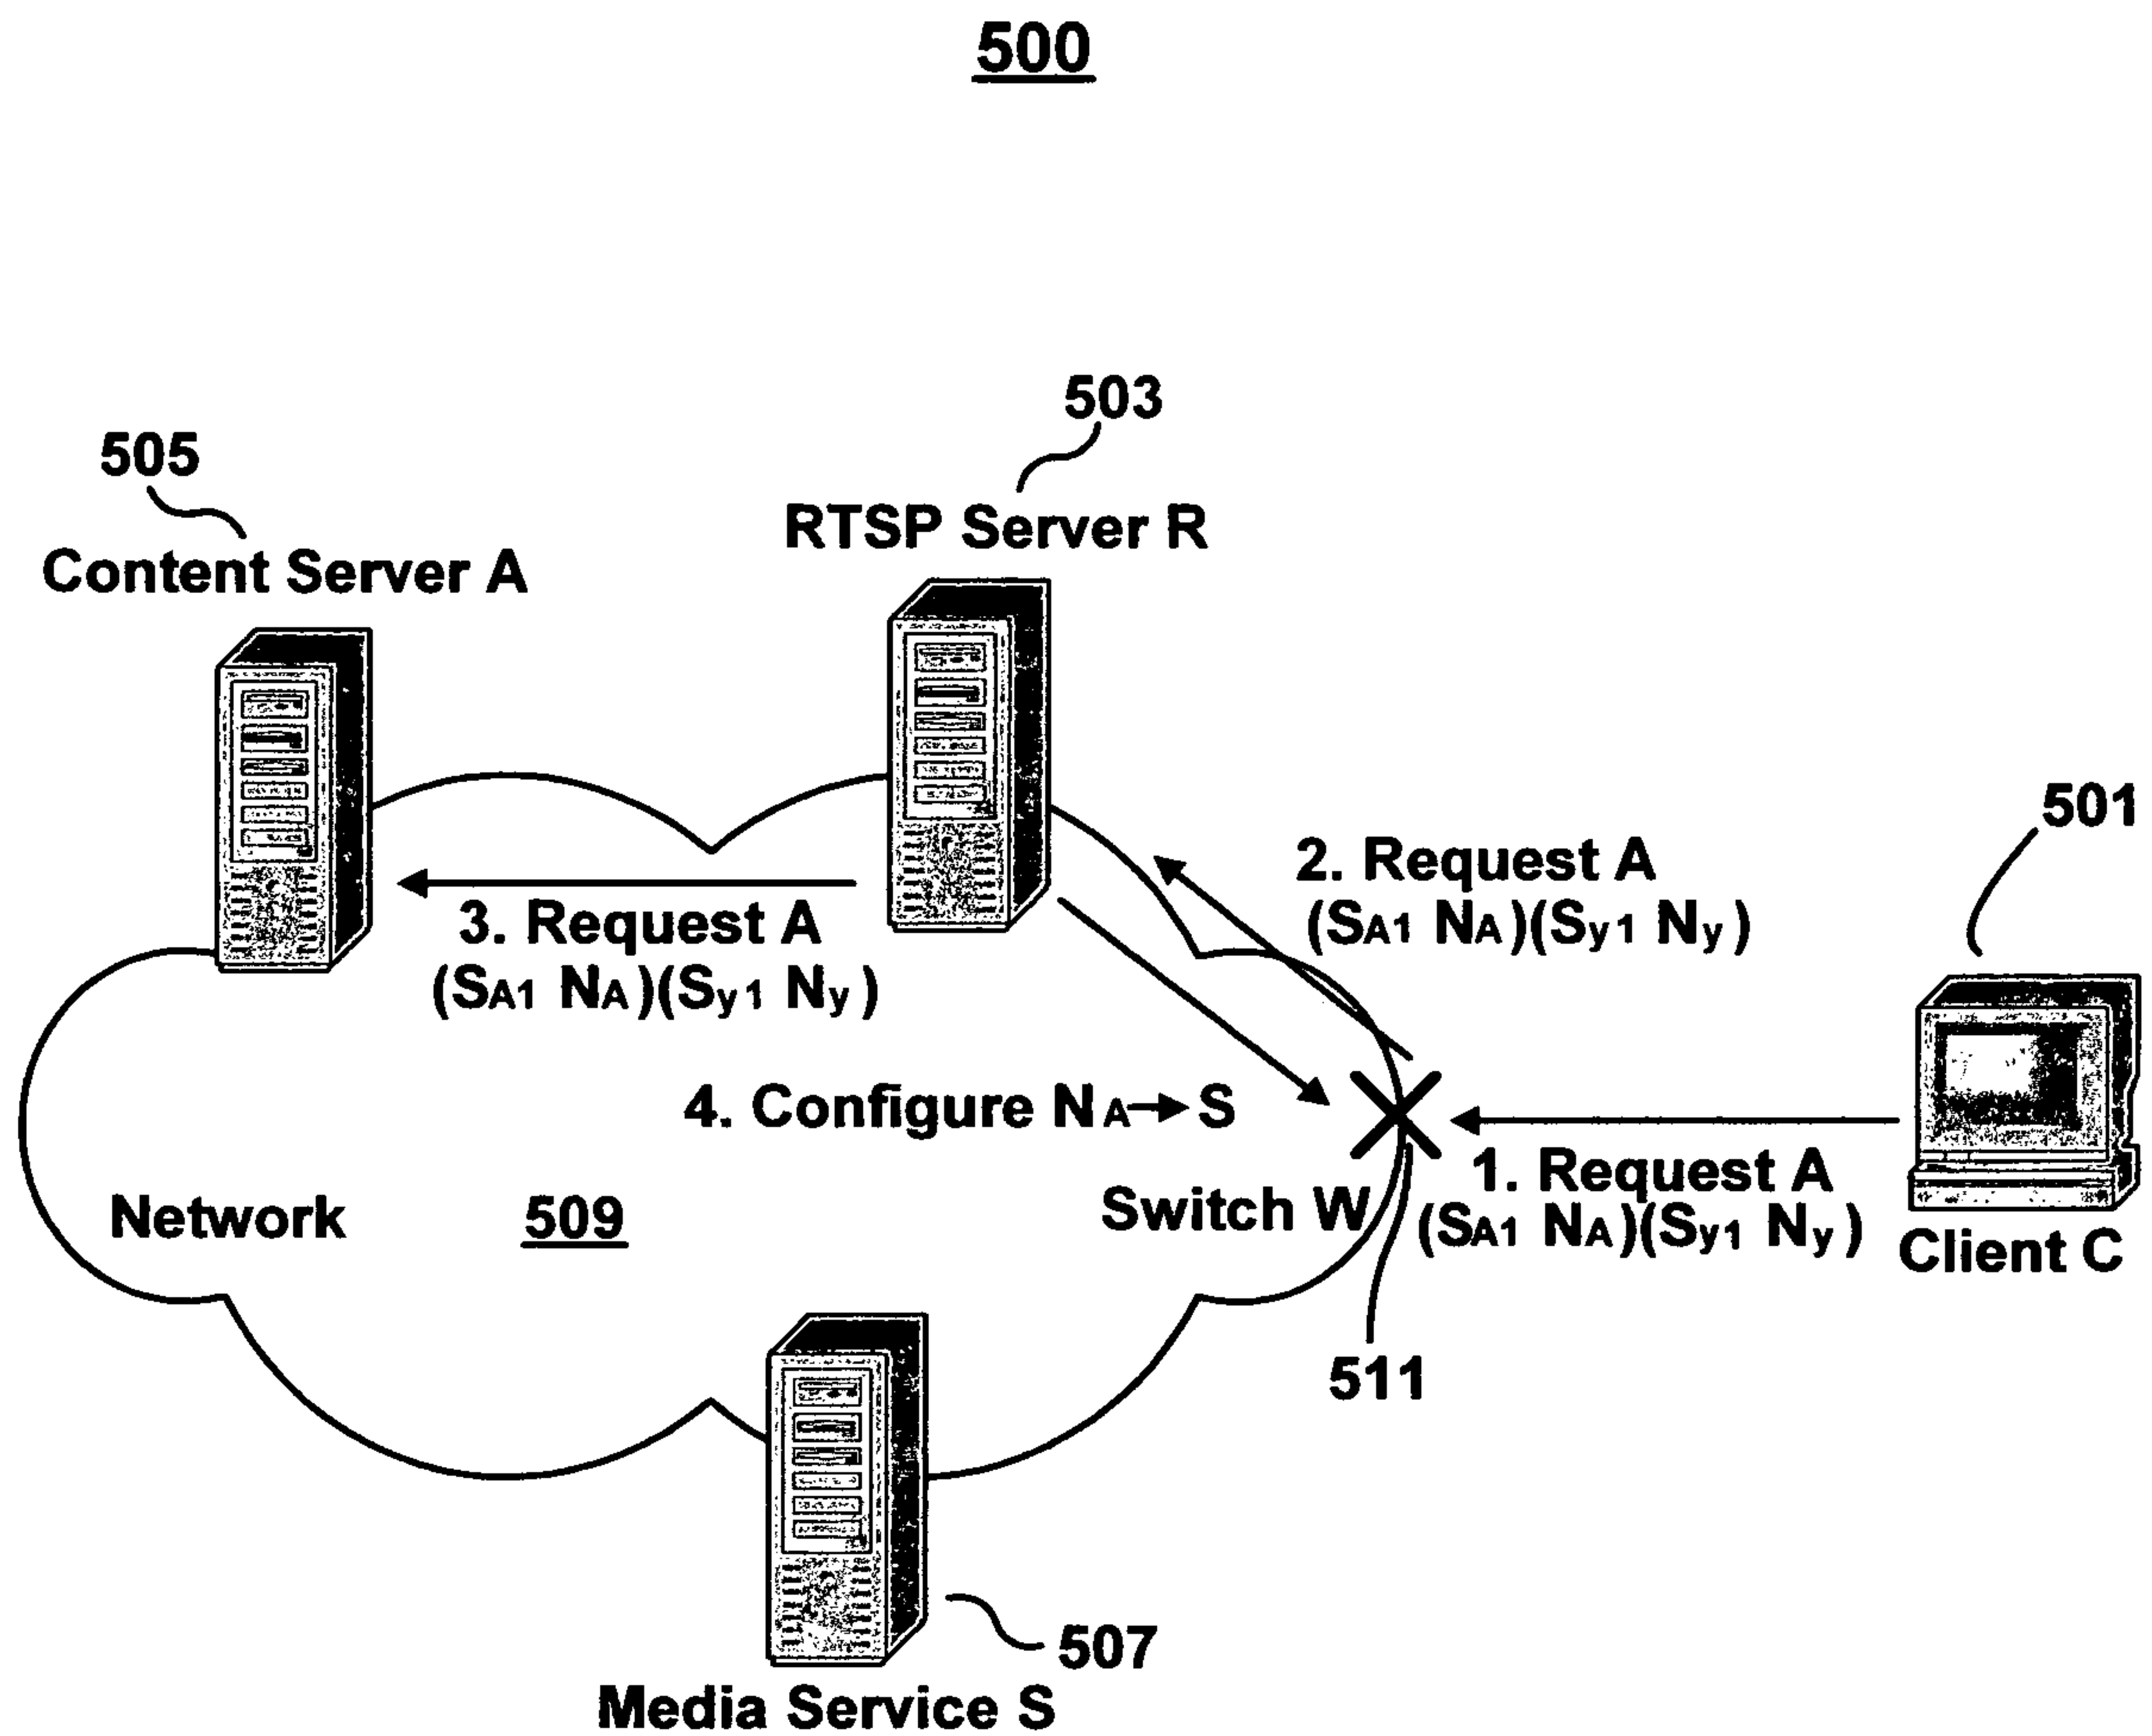 500
503
505
RTSP Server R
Content Server A
501
2. Request A
(SA1 NA)(Sy1 Ny)
3. Request A
(SA1 NA)(Sy1 Ny)
4. Configure NA→S
1. Request A
(SA1 NA)(Sy1 Ny)
Switch W
Network
509
Client C
511
507
Media Service S